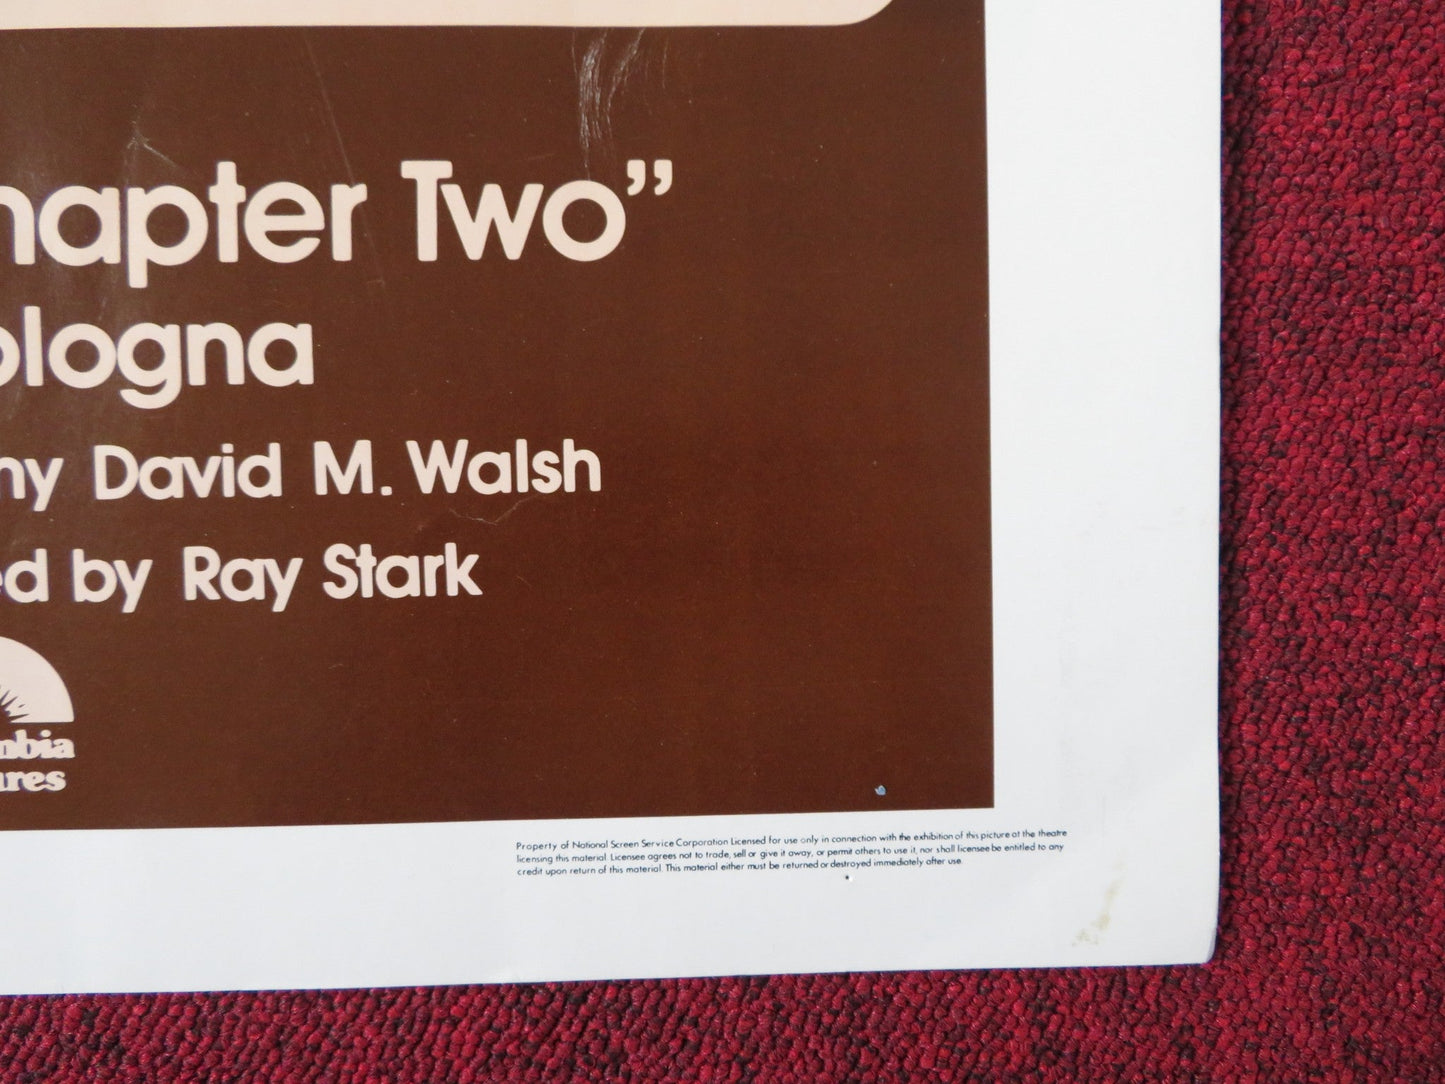 hapter Two”
ologna
ny David M. Walsh
ed by Ray Stark
mbia
ures
Property of National Screen Service Corporation Licensed for use only in connection with the exhibition of this picture at the theatre
licensing this material. Licensee agrees not to trade, sell or give it away, or permit others to use it, nor shall licensee be entitled to any
credit upon return of this material. This material either must be returned or destroyed immediately after use.